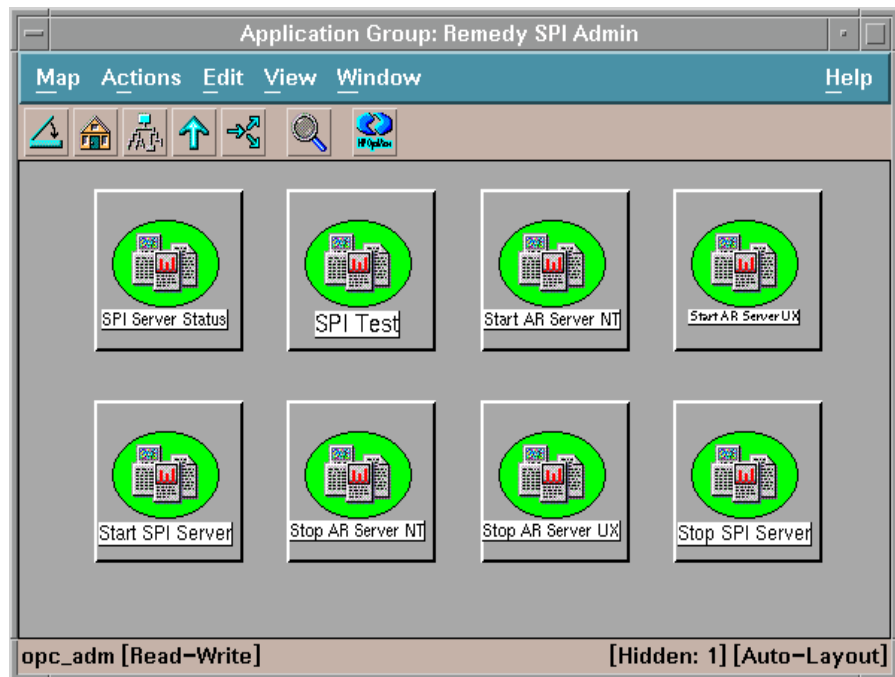 Application Group: Remedy SPI Admin
Map Actions Edit View Window Help
HP OpenView
SPI Server Status SPI Test Start AR Server NT Start AR Server UX
Start SPI Server Stop AR Server NT Stop AR Server UX Stop SPI Server
opc_adm [Read-Write] [Hidden: 1] [Auto-Layout]